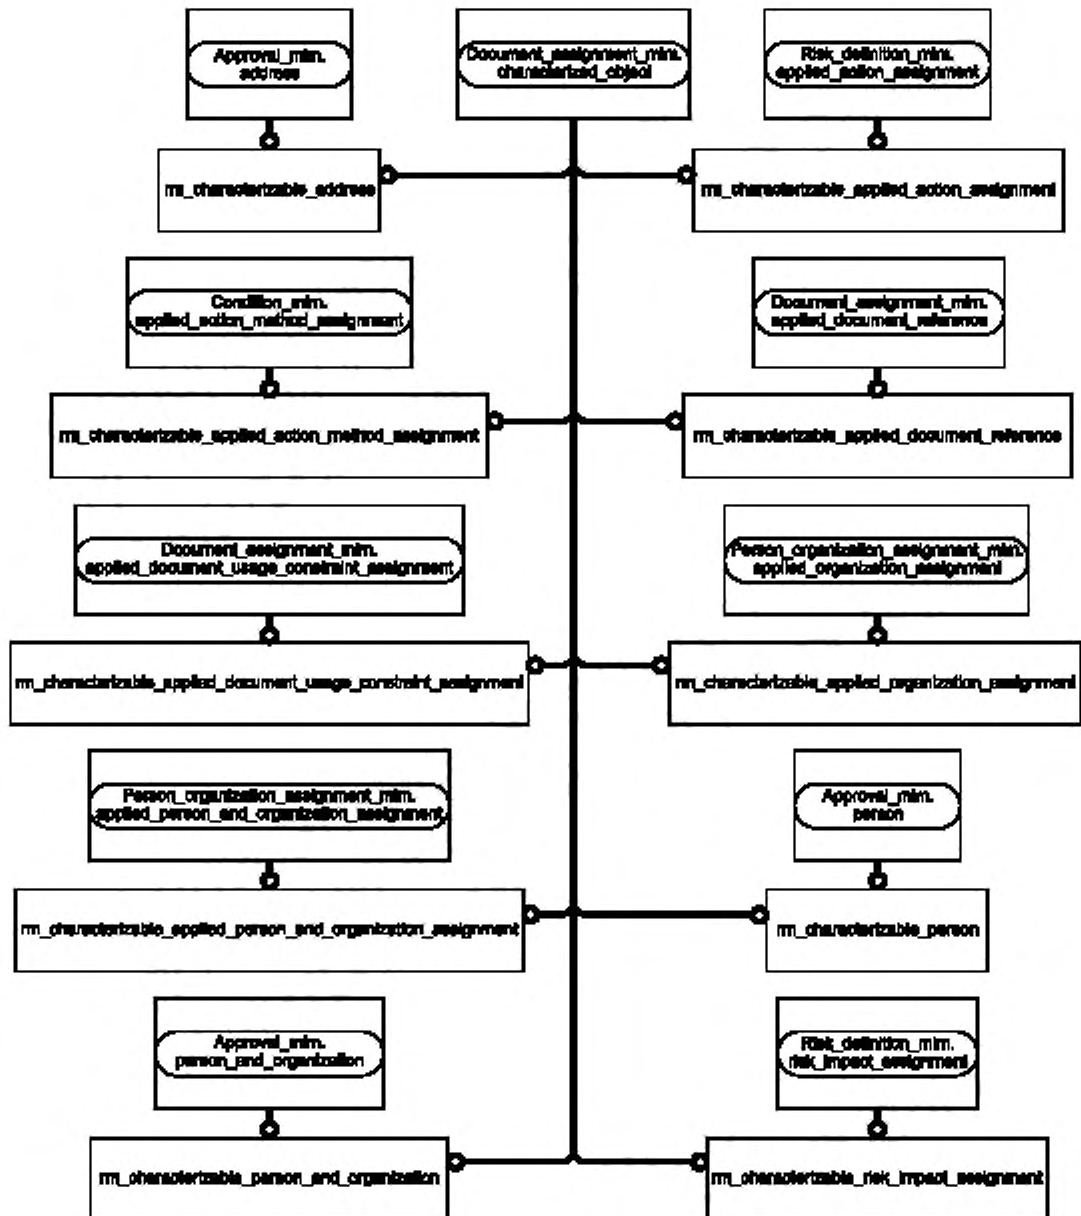 Approval_mim.
address
Document_assignment_mim.
characterized_object
Risk_definition_mim.
applied_action_assignment
rm_characterizable_address
rm_characterizable_applied_action_assignment
Condition_mim.
applied_action_method_assignment
Document_assignment_mim.
applied_document_reference
rm_characterizable_applied_action_method_assignment
rm_characterizable_applied_document_reference
Document_assignment_mim.
applied_document_usage_constraint_assignment
Person_organization_assignment_mim.
applied_organization_assignment
rm_characterizable_applied_document_usage_constraint_assignment
rm_characterizable_applied_organization_assignment
Person_organization_assignment_mim.
applied_person_and_organization_assignment
Approval_mim.
person
rm_characterizable_applied_person_and_organization_assignment
rm_characterizable_person
Approval_mim.
person_and_organization
Risk_definition_mim.
risk_impact_assignment
rm_characterizable_person_and_organization
rm_characterizable_risk_impact_assignment